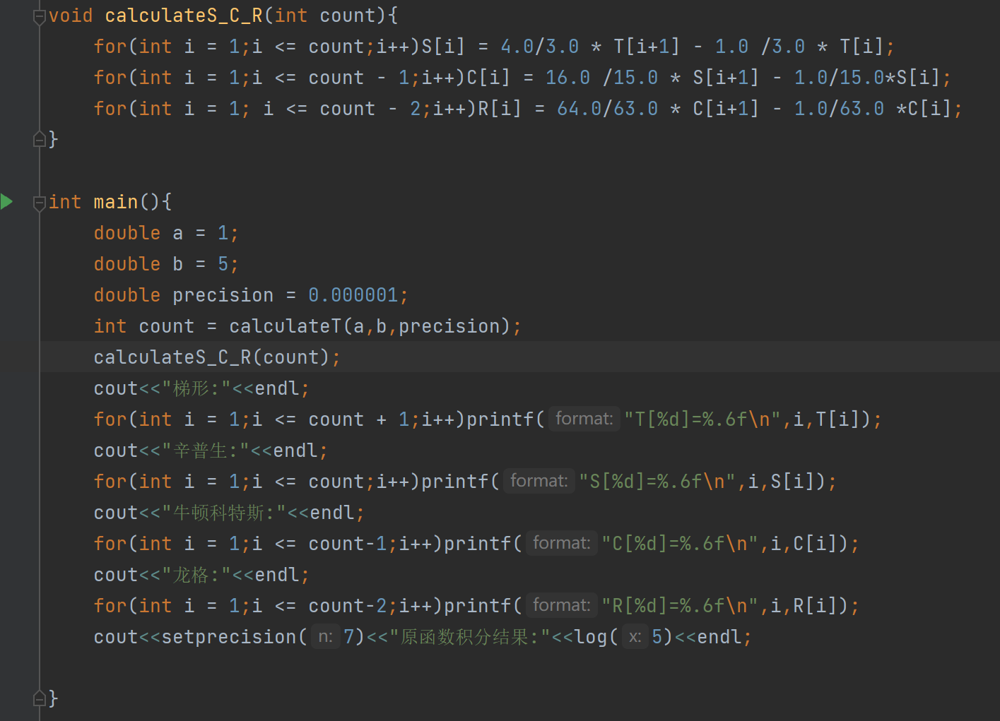 void calculateS_C_R(int count){
    for(int i = 1;i <= count;i++)S[i] = 4.0/3.0 * T[i+1] - 1.0 /3.0 * T[i];
    for(int i = 1;i <= count - 1;i++)C[i] = 16.0 /15.0 * S[i+1] - 1.0/15.0*S[i];
    for(int i = 1; i <= count - 2;i++)R[i] = 64.0/63.0 * C[i+1] - 1.0/63.0 *C[i];
}
int main(){
    double a = 1;
    double b = 5;
    double precision = 0.000001;
    int count = calculateT(a,b,precision);
    calculateS_C_R(count);
    cout<<"梯形:"<<endl;
    for(int i = 1;i <= count + 1;i++)printf( format: "T[%d]=%.6f\n",i,T[i]);
    cout<<"辛普生:"<<endl;
    for(int i = 1;i <= count;i++)printf( format: "S[%d]=%.6f\n",i,S[i]);
    cout<<"牛顿科特斯:"<<endl;
    for(int i = 1;i <= count-1;i++)printf( format: "C[%d]=%.6f\n",i,C[i]);
    cout<<"龙格:"<<endl;
    for(int i = 1;i <= count-2;i++)printf( format: "R[%d]=%.6f\n",i,R[i]);
    cout<<setprecision( n: 7)<<"原函数积分结果:"<<log( x: 5)<<endl;
}